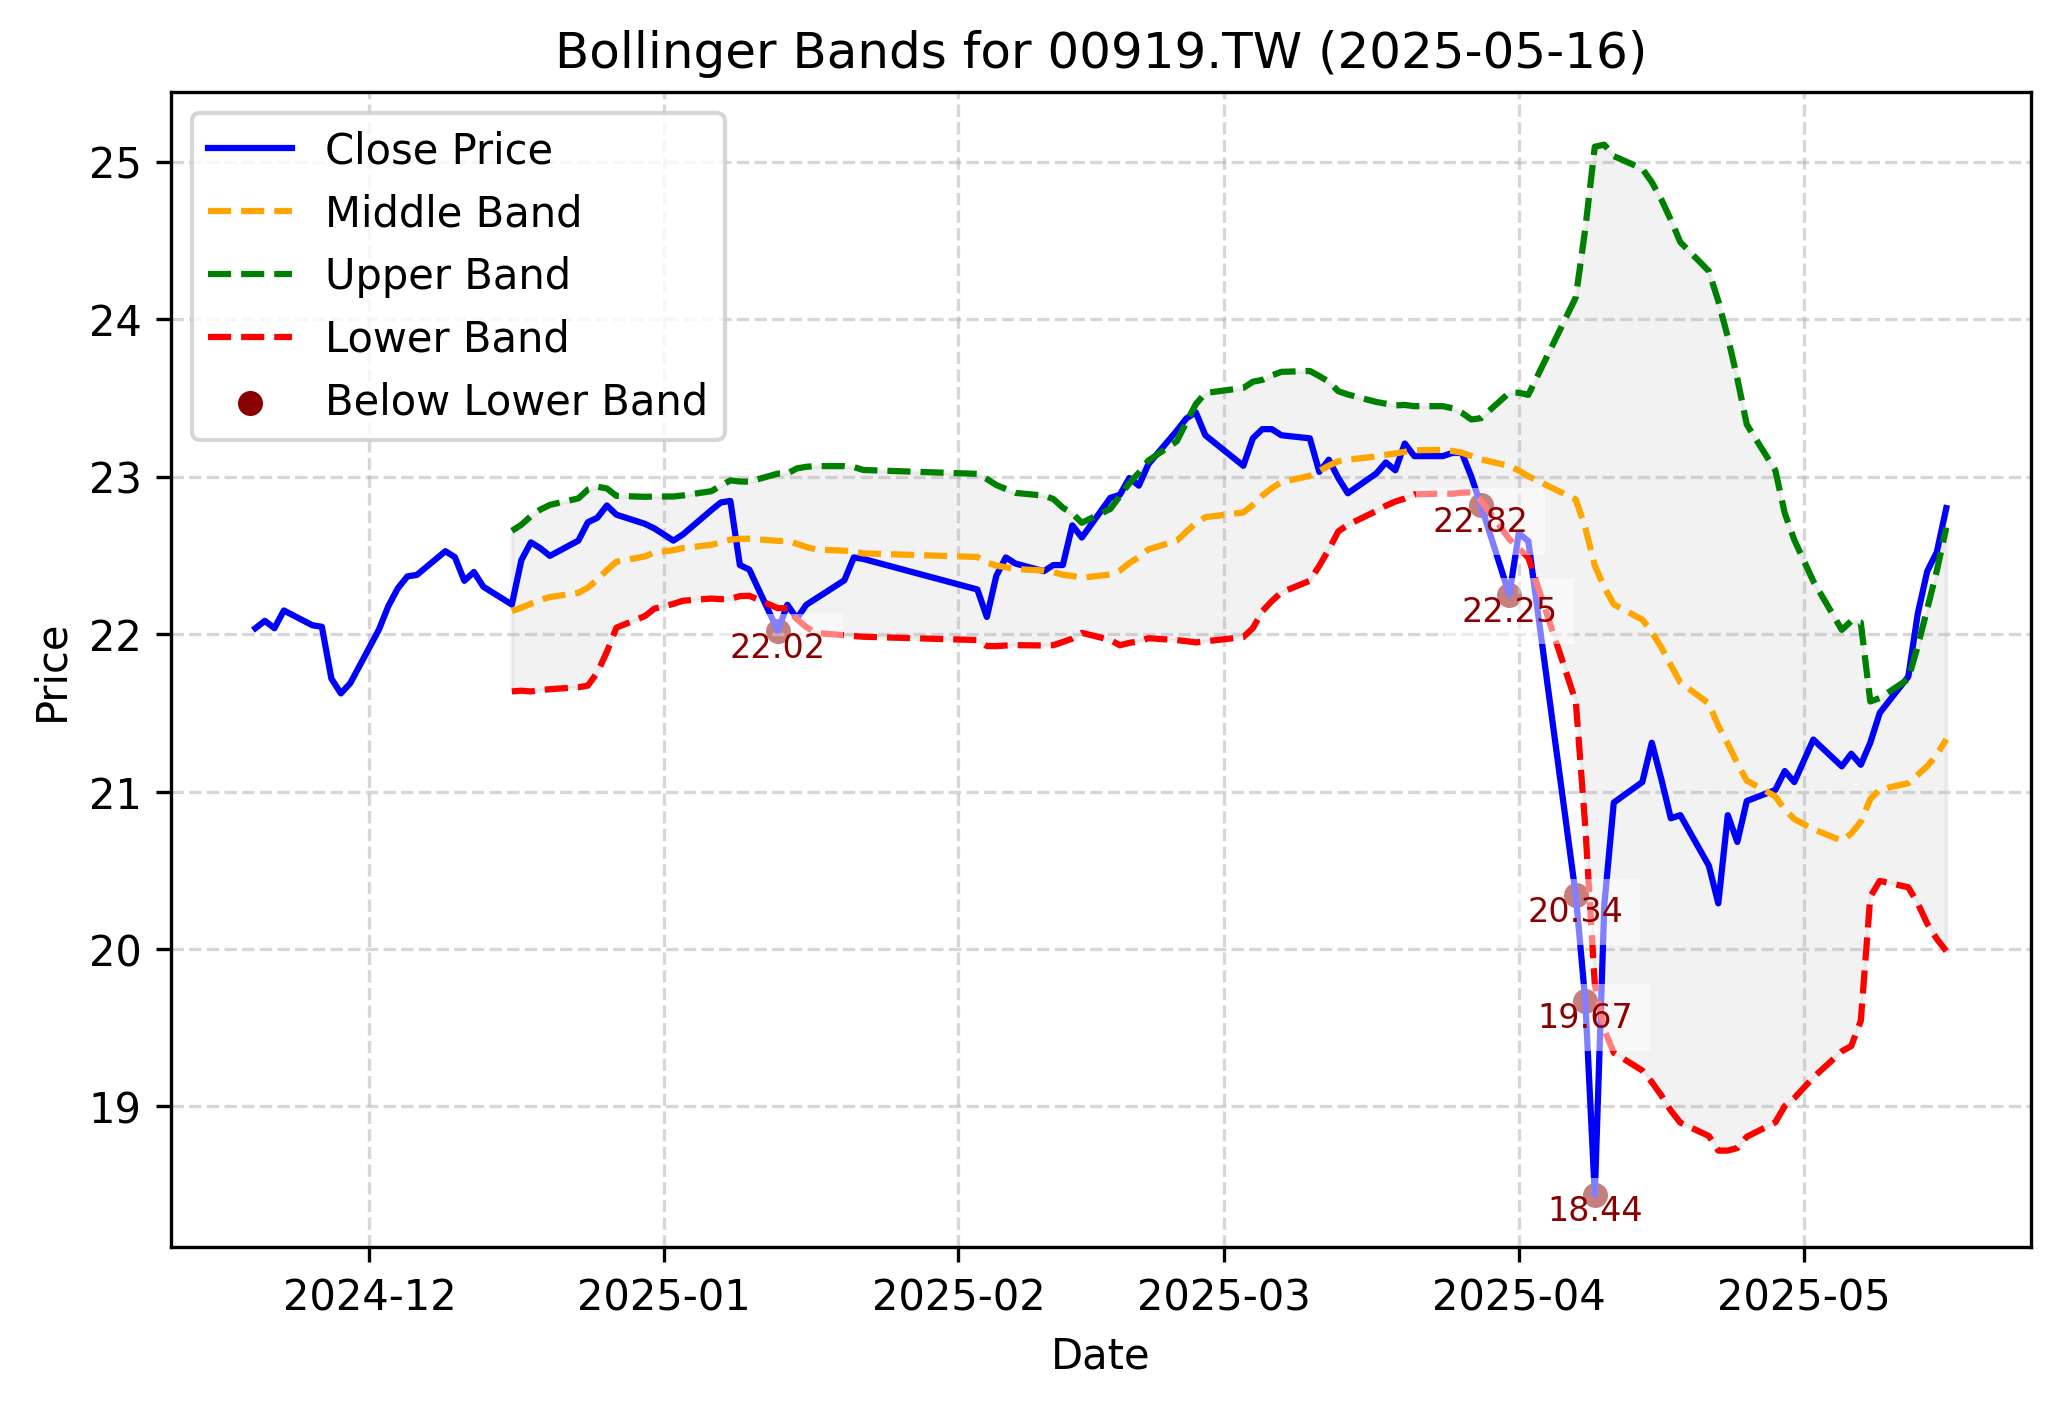 Bollinger Bands for 00919.TW (2025-05-16)
Close Price
Middle Band
Upper Band
Lower Band
Below Lower Band
25
24
23
22
21
20
19
Price
22.02
22.82
22.25
20.34
19.67
18.44
2024-12
2025-01
2025-02
2025-03
2025-04
2025-05
Date